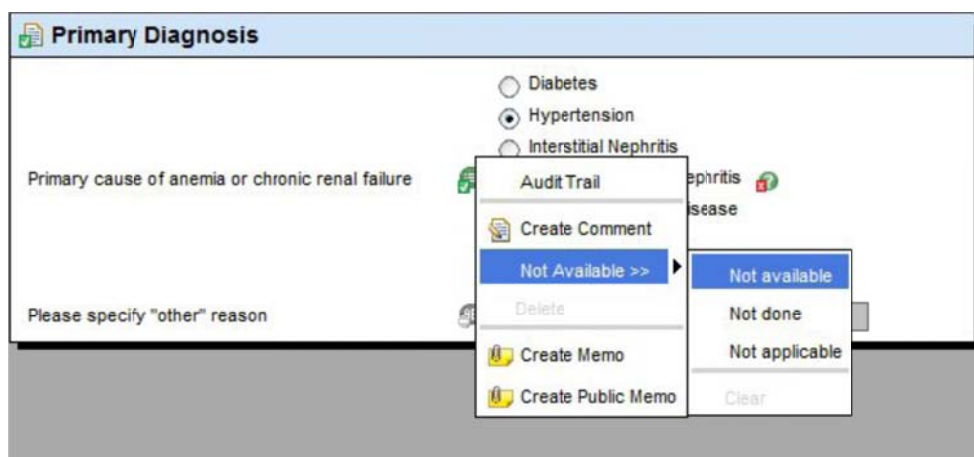 Primary Diagnosis
Diabetes
Hypertension
Interstitial Nephritis
Primary cause of anemia or chronic renal failure
ephritis
isease
Audit Trail
Create Comment
Not Available >>
Delete
Create Memo
Create Public Memo
Not available
Not done
Not applicable
Clear
Please specify "other" reason